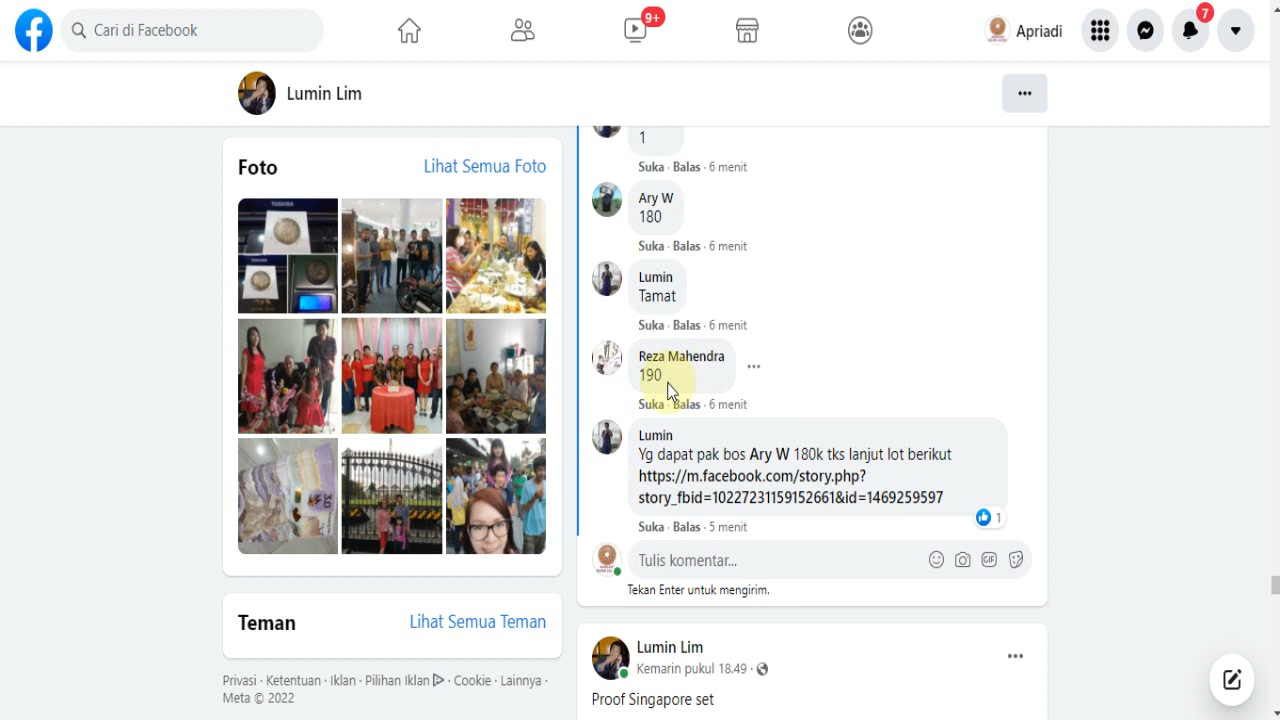 Cari di Facebook
9+
Apriadi
7
Lumin Lim
Foto
Lihat Semua Foto
TOSHIBA
Teman
Lihat Semua Teman
Privasi · Ketentuan · Iklan · Pilihan Iklan · Cookie · Lainnya ·
Meta © 2022
1
Suka · Balas · 6 menit
Ary W
180
Suka · Balas · 6 menit
Lumin
Tamat
Suka · Balas · 6 menit
Reza Mahendra
190
Suka · Balas · 6 menit
Lumin
Yg dapat pak bos Ary W 180k tks lanjut lot berikut
https://m.facebook.com/story.php?
story_fbid=10227231159152661&id=1469259597
1
Suka · Balas · 5 menit
Tulis komentar...
GIF
Tekan Enter untuk mengirim.
Lumin Lim
Kemarin pukul 18.49 ·
Proof Singapore set